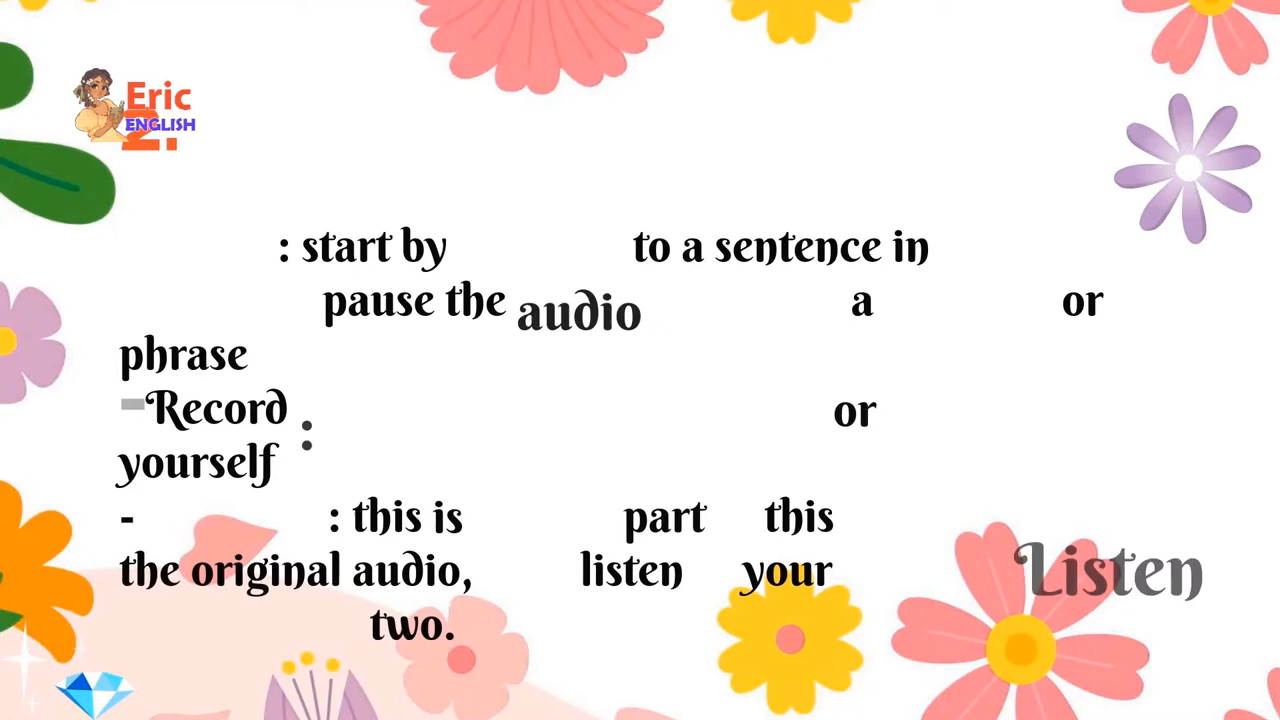 Eric
ENGLISH
2.
: start by to a sentence in
pause the audio a or
phrase
-Record : or
yourself
- : this is part this
the original audio, listen your Listen
two.